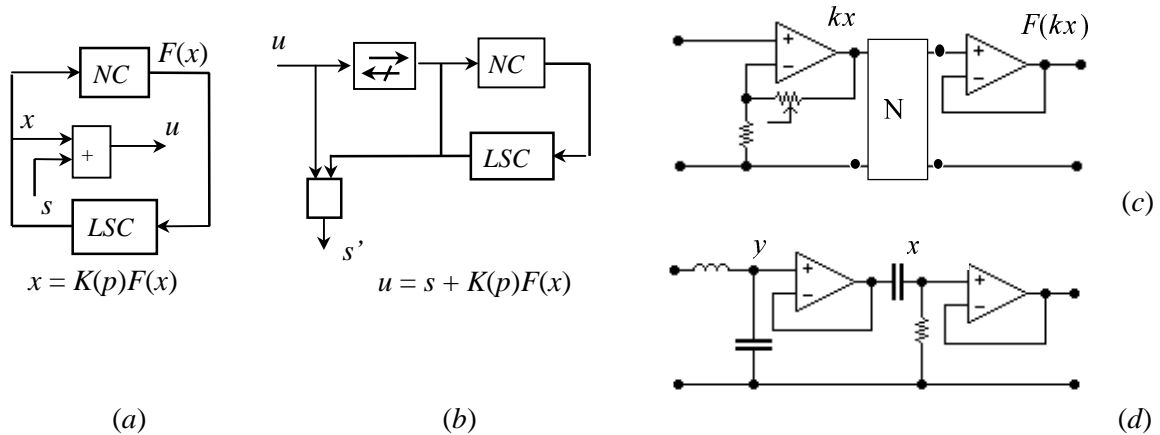 F(x)
NC
x
u
+
s
LSC
x = K(p)F(x)
(a)
u
NC
LSC
s’
u = s + K(p)F(x)
(b)
kx
F(kx)
+
−
N
+
−
(c)
y
x
+
−
+
−
(d)